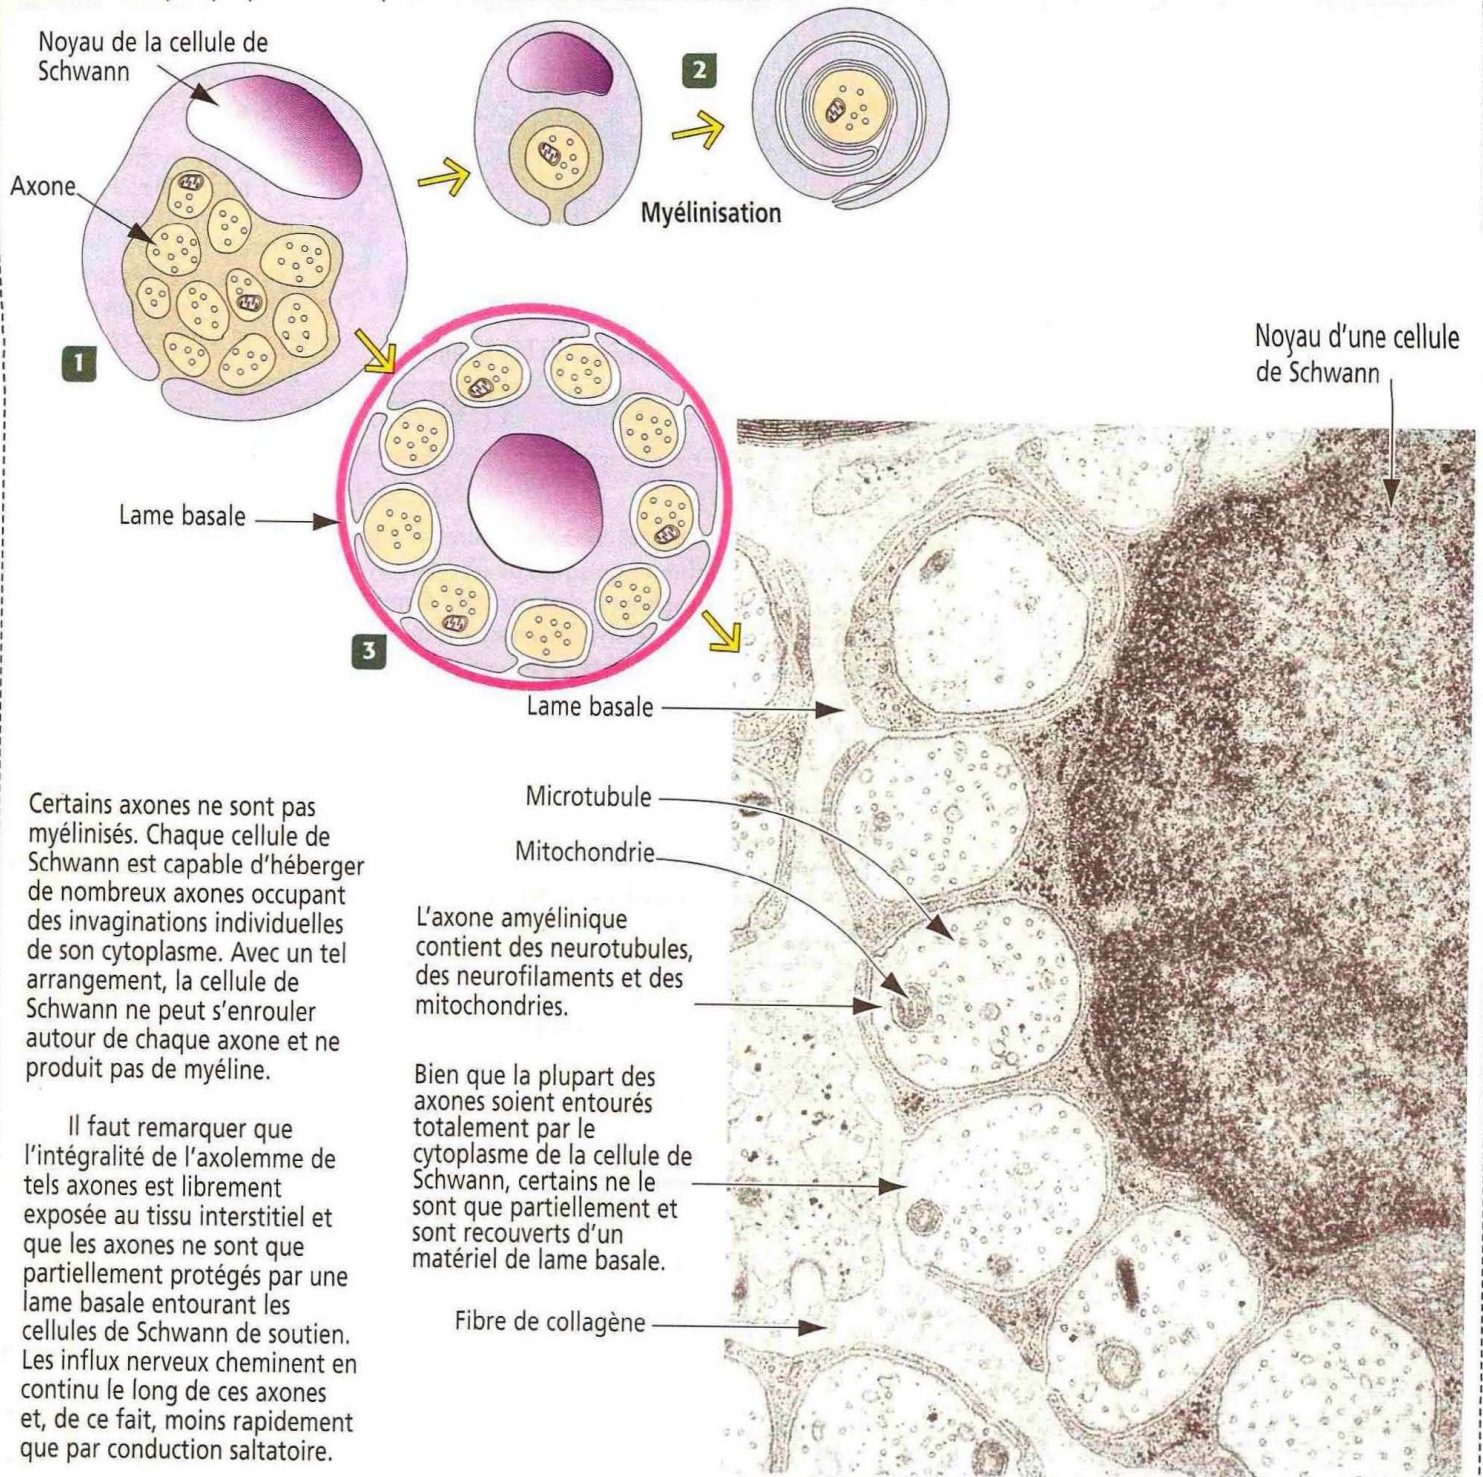 Noyau de la cellule de
Schwann
Axone
1
2
Myélinisation
3
Lame basale
Noyau d'une cellule
de Schwann
Lame basale
Microtubule
Mitochondrie
L'axone amyélinique
contient des neurotubules,
des neurofilaments et des
mitochondries.
Bien que la plupart des
axones soient entourés
totalement par le
cytoplasme de la cellule de
Schwann, certains ne le
sont que partiellement et
sont recouverts d'un
matériel de lame basale.
Fibre de collagène
Certains axones ne sont pas
myélinisés. Chaque cellule de
Schwann est capable d'héberger
de nombreux axones occupant
des invaginations individuelles
de son cytoplasme. Avec un tel
arrangement, la cellule de
Schwann ne peut s'enrouler
autour de chaque axone et ne
produit pas de myéline.
Il faut remarquer que
l'intégralité de l'axolemme de
tels axones est librement
exposée au tissu interstitiel et
que les axones ne sont que
partiellement protégés par une
lame basale entourant les
cellules de Schwann de soutien.
Les influx nerveux cheminent en
continu le long de ces axones
et, de ce fait, moins rapidement
que par conduction saltatoire.